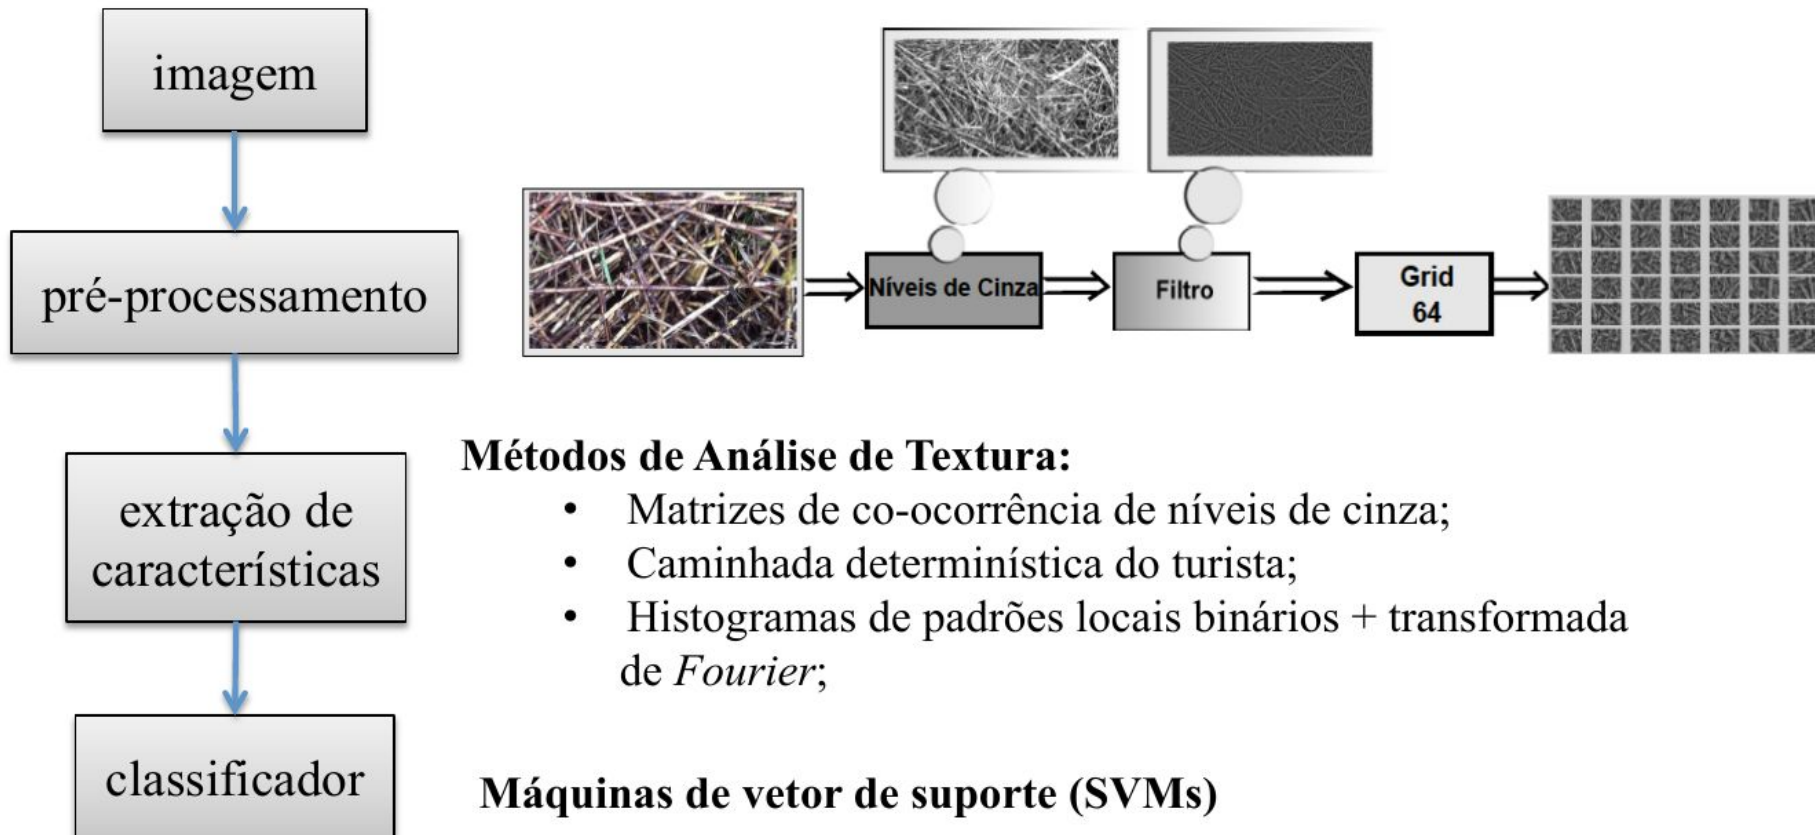 imagem
pré-processamento
extração de
características
classificador
Níveis de Cinza
Filtro
Grid
64
Métodos de Análise de Textura:
• Matrizes de co-ocorrência de níveis de cinza;
• Caminhada determinística do turista;
• Histogramas de padrões locais binários + transformada
de Fourier;
Máquinas de vetor de suporte (SVMs)